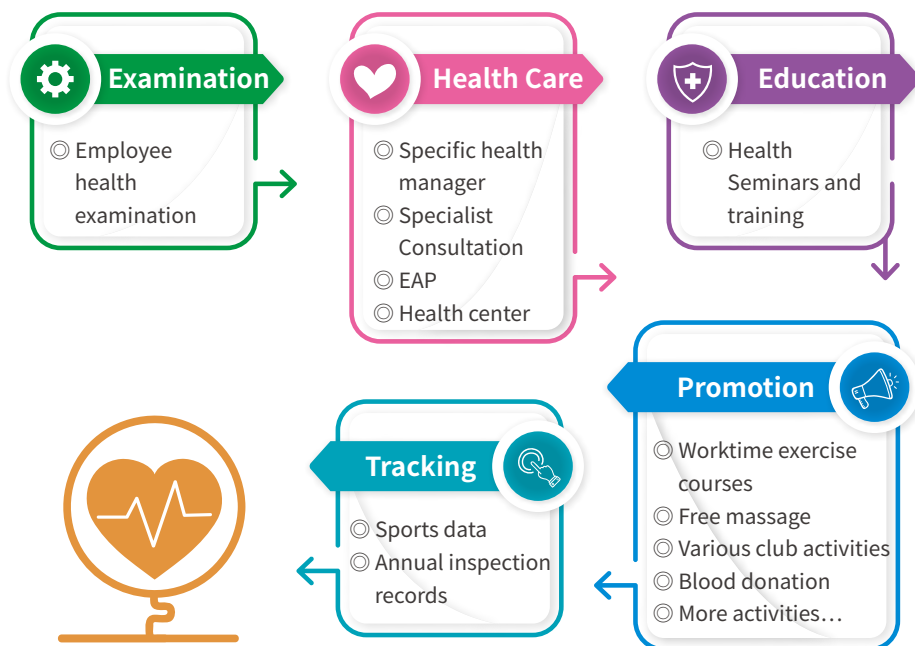 Examination
◎ Employee
health
examination
Health Care
◎ Specific health
manager
◎ Specialist
Consultation
◎ EAP
◎ Health center
Education
◎ Health
Seminars and
training
Promotion
◎ Worktime exercise
courses
◎ Free massage
◎ Various club activities
◎ Blood donation
◎ More activities…
Tracking
◎ Sports data
◎ Annual inspection
records